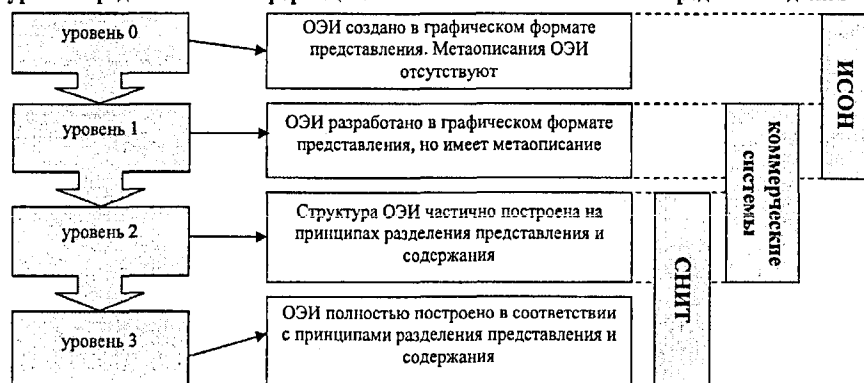 уровень 0
ОЭИ создано в графическом формате
представления. Метаописания ОЭИ
отсутствуют
уровень 1
ОЭИ разработано в графическом формате
представления, но имеет метаописание
уровень 2
Структура ОЭИ частично построена на
принципах разделения представления и
содержания
уровень 3
ОЭИ полностью построено в соответствии
с принципами разделения представления и
содержания
ИСОН
коммерческие
системы
СНИТ